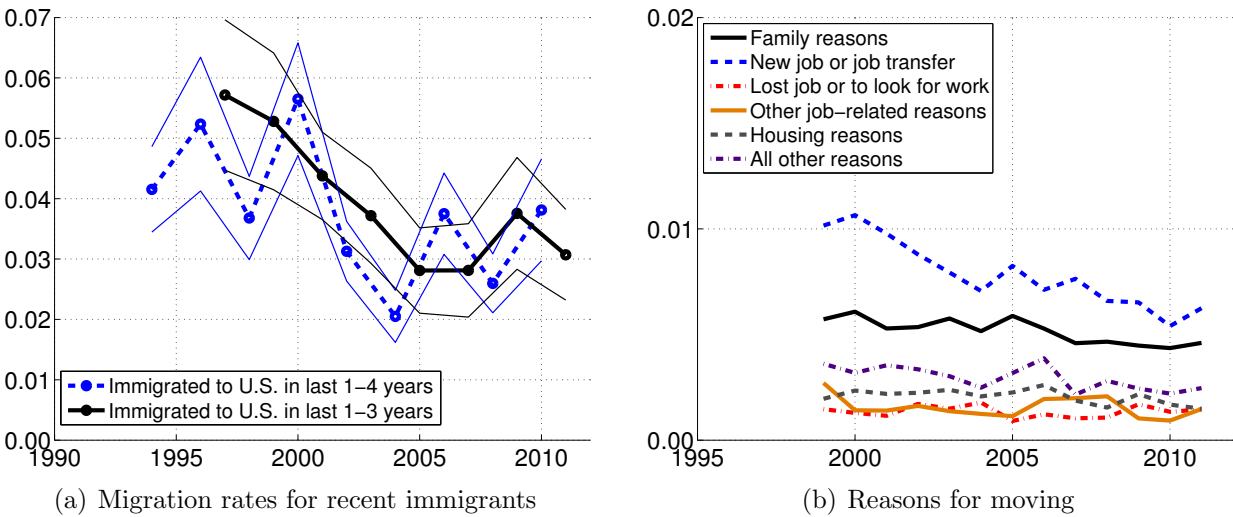 0.07
0.06
0.05
0.04
0.03
0.02
0.01
0.00
1990
1995
2000
2005
2010
Immigrated to U.S. in last 1−4 years
Immigrated to U.S. in last 1−3 years
(a) Migration rates for recent immigrants
0.02
0.01
0.00
1995
2000
2005
2010
Family reasons
New job or job transfer
Lost job or to look for work
Other job−related reasons
Housing reasons
All other reasons
(b) Reasons for moving